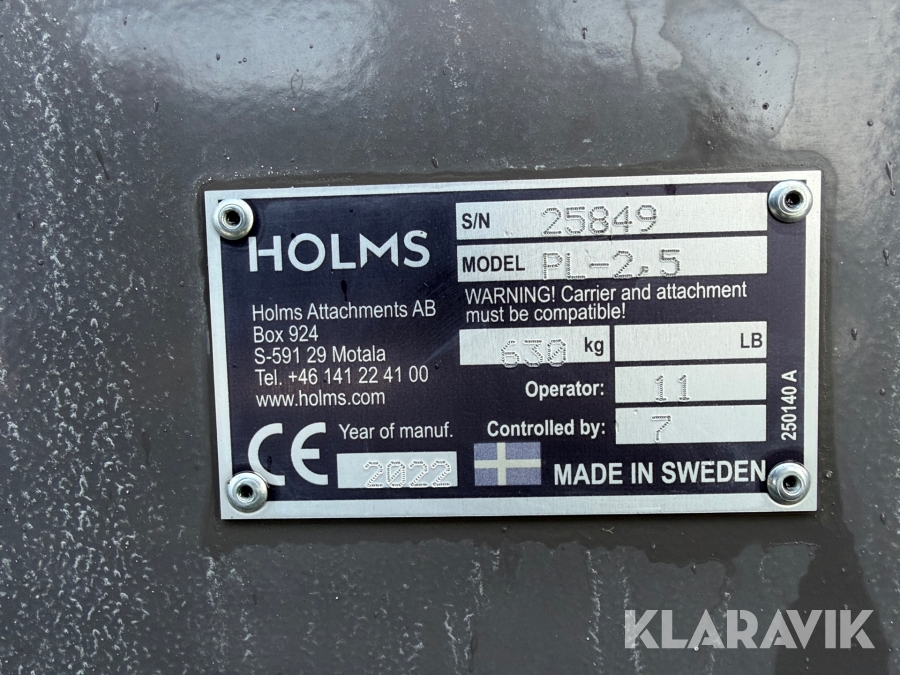 HOLMS
S/N 25849
MODEL PL-2,5
WARNING! Carrier and attachment
must be compatible!
Holms Attachments AB
Box 924
S-591 29 Motala
Tel. +46 141 22 41 00
www.holms.com
630 kg LB
Operator: 11
Controlled by: 7
250140 A
CE Year of manuf.
2022
MADE IN SWEDEN
KLARAVIK